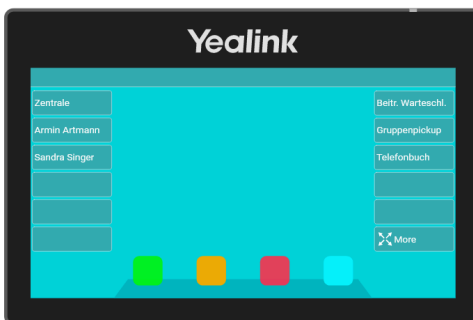 Yealink
Zentrale
Armin Artmann
Sandra Singer
Beitr. Warteschl.
Gruppenpickup
Telefonbuch
More